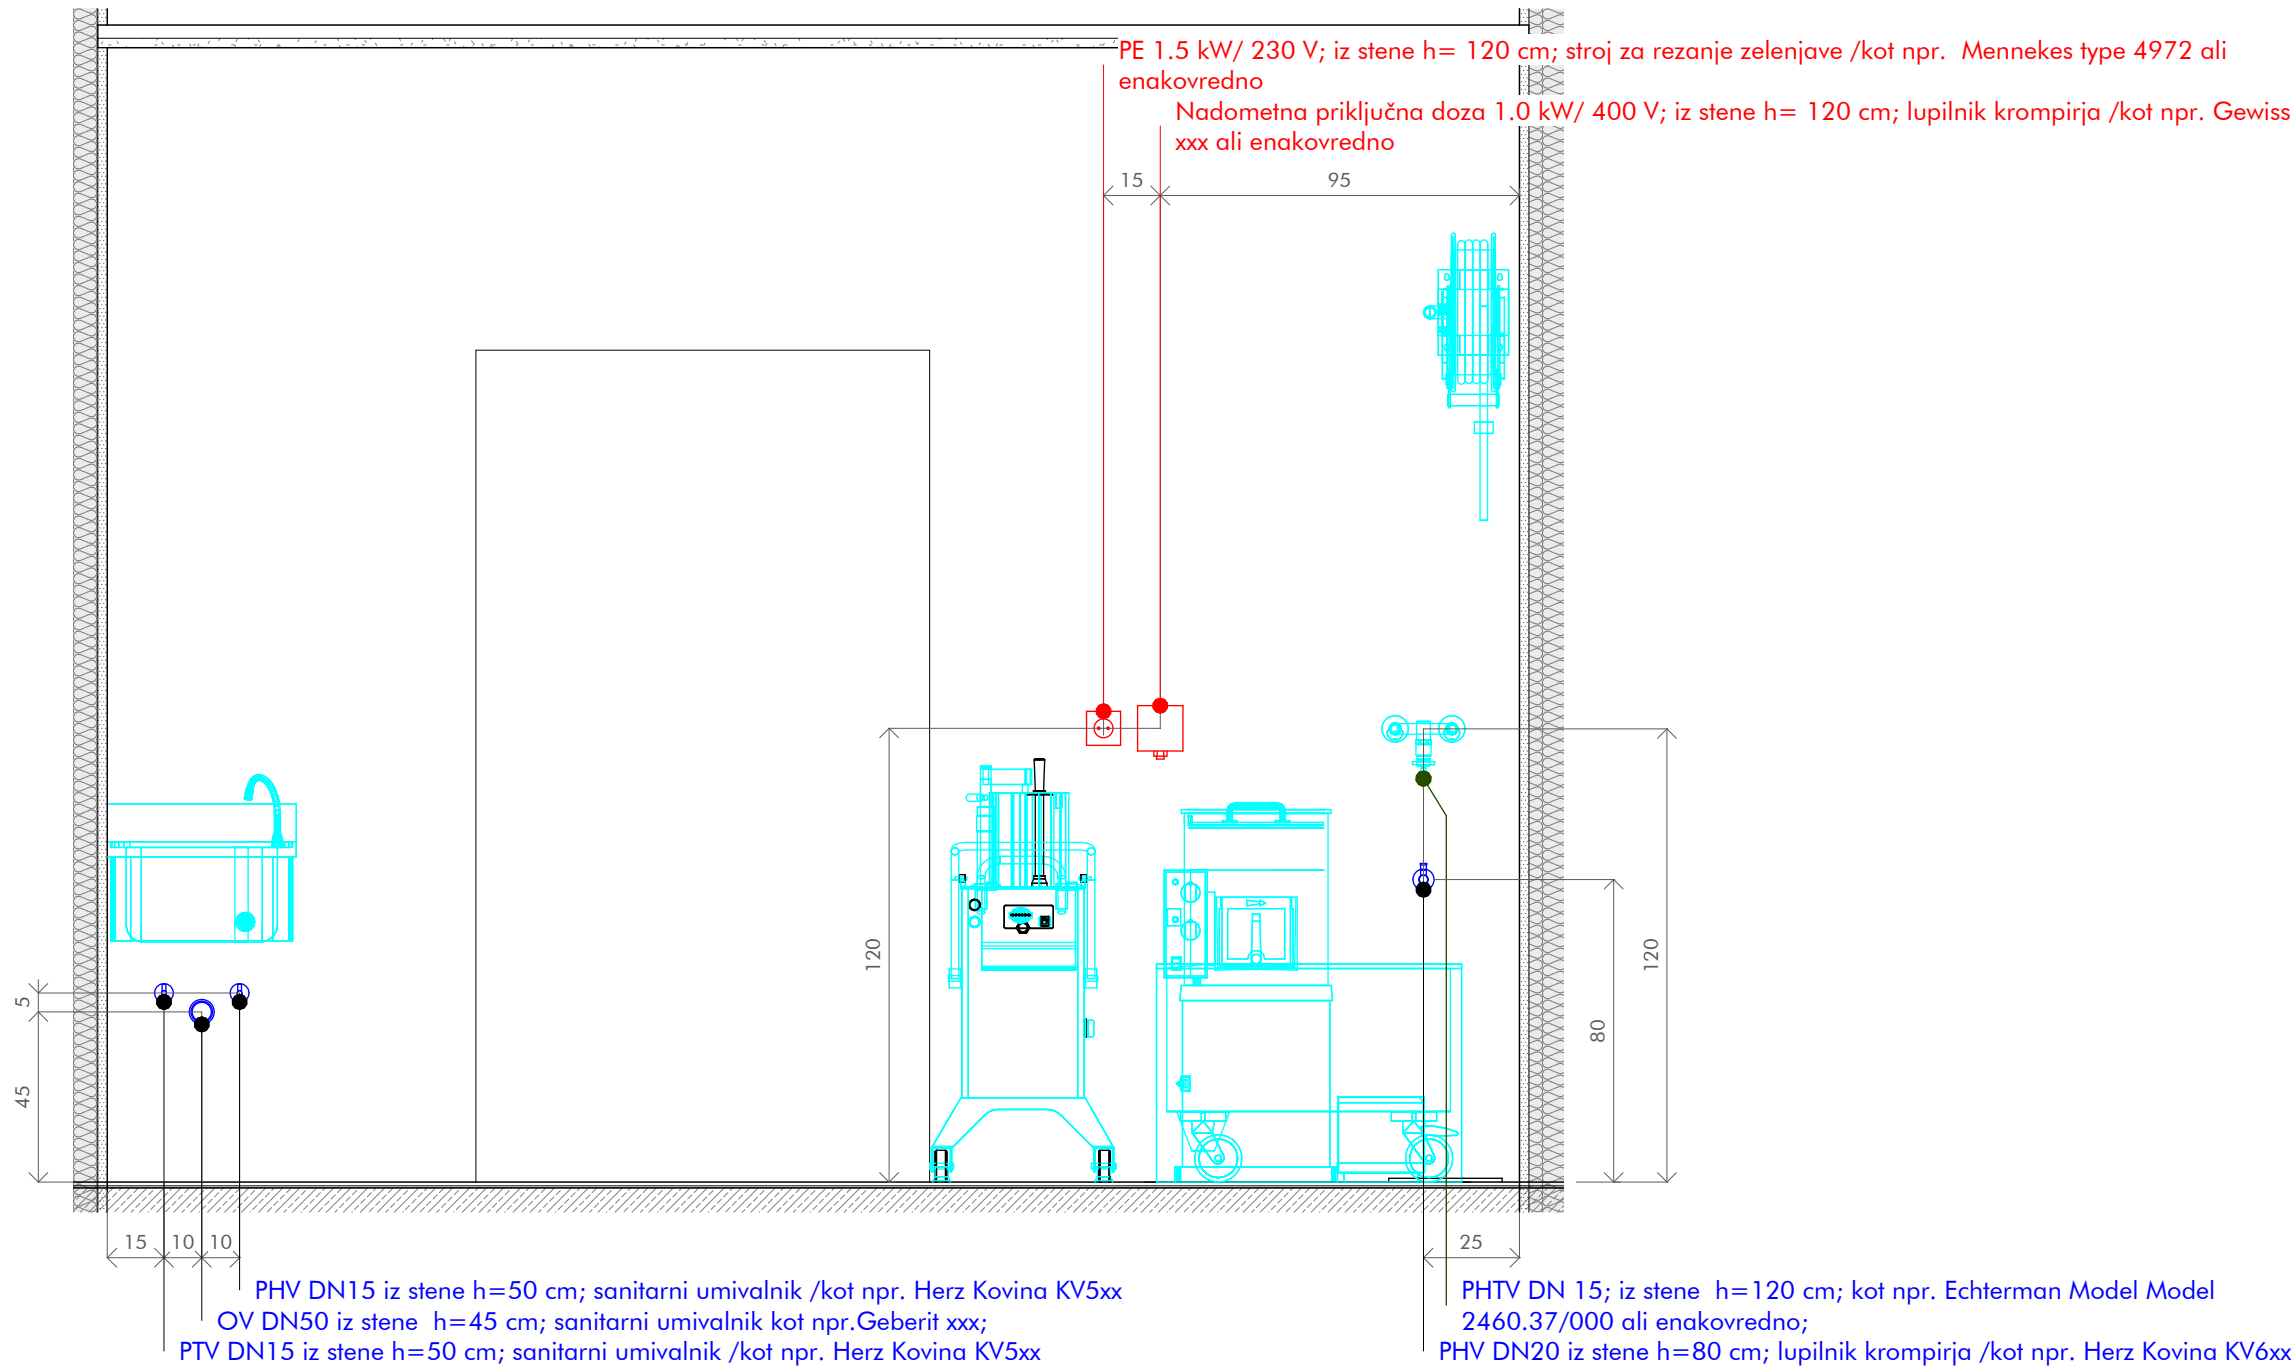 PE 1.5 kW/ 230 V; iz stene h= 120 cm; stroj za rezanje zelenjave /kot npr.  Mennekes type 4972 ali
enakovredno
Nadometna priključna doza 1.0 kW/ 400 V; iz stene h= 120 cm; lupilnik krompirja /kot npr. Gewiss
xxx ali enakovredno
15
95
120
120
80
5
45
15
10
10
25
PHV DN15 iz stene h=50 cm; sanitarni umivalnik /kot npr. Herz Kovina KV5xx
OV DN50 iz stene  h=45 cm; sanitarni umivalnik kot npr.Geberit xxx;
PTV DN15 iz stene h=50 cm; sanitarni umivalnik /kot npr. Herz Kovina KV5xx
PHTV DN 15; iz stene  h=120 cm; kot npr. Echterman Model Model
2460.37/000 ali enakovredno;
PHV DN20 iz stene h=80 cm; lupilnik krompirja /kot npr. Herz Kovina KV6xx